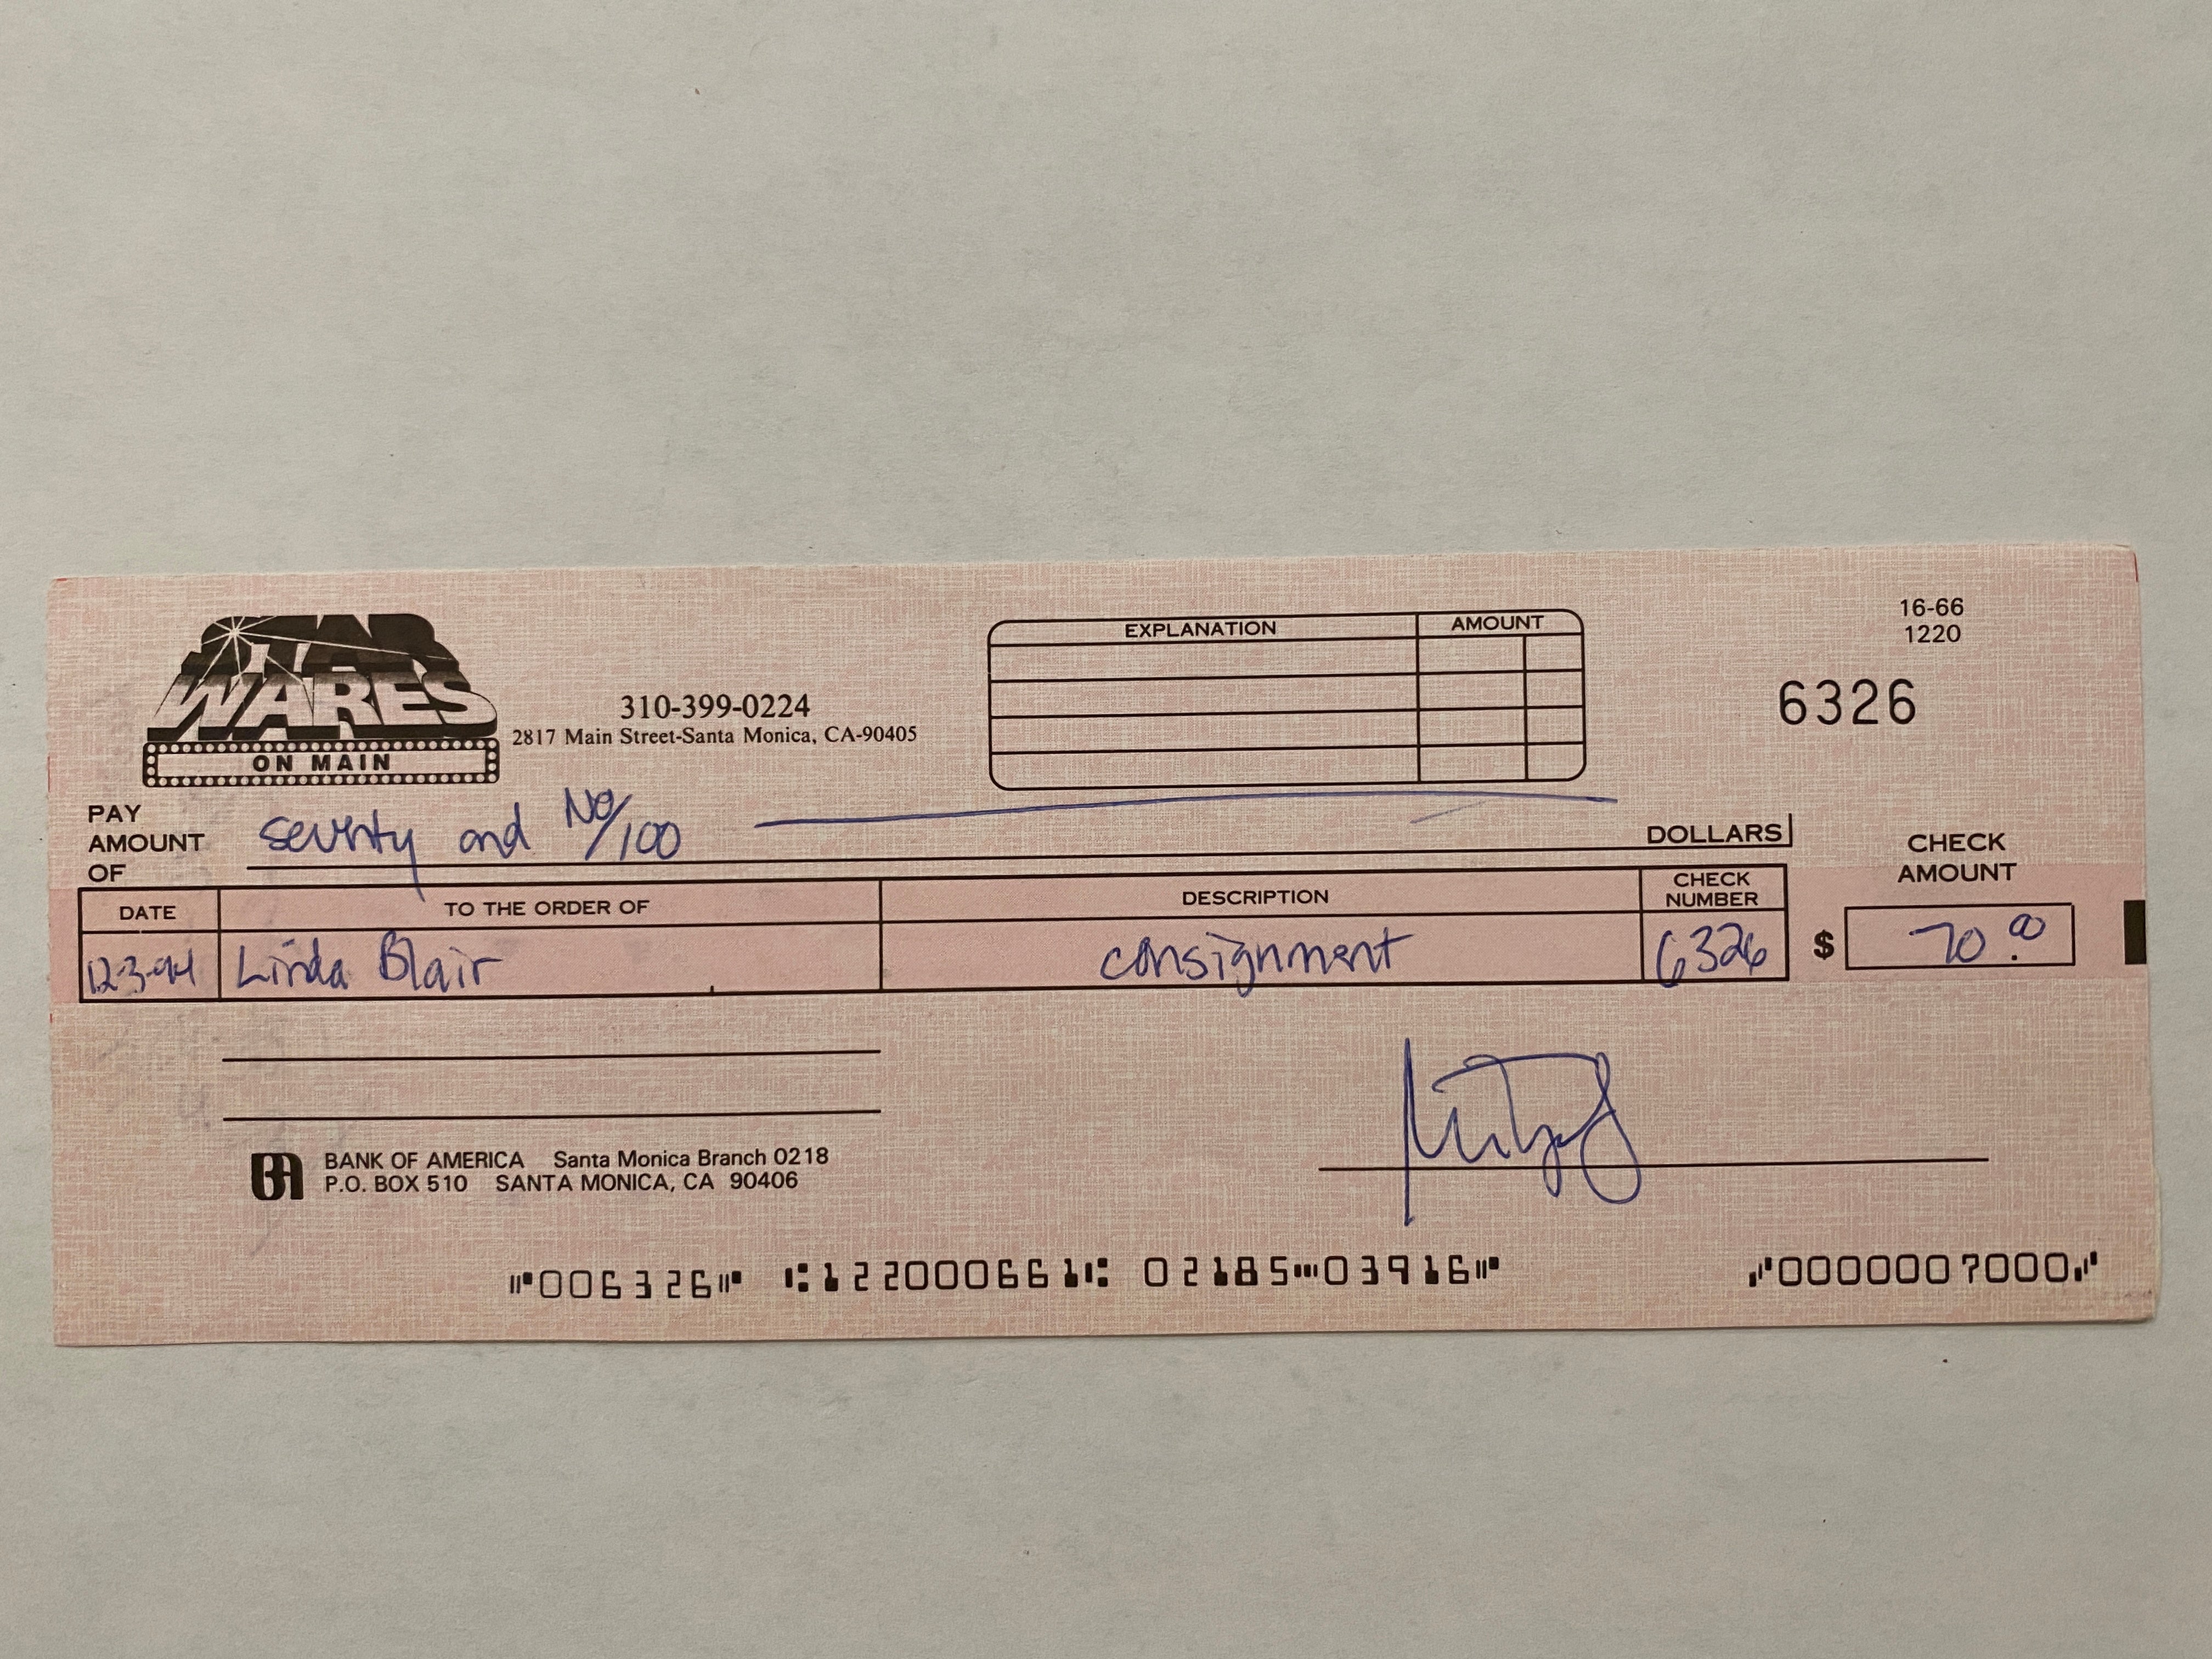 STAR
WARES
ON MAIN
310-399-0224
2817 Main Street-Santa Monica, CA-90405
EXPLANATION AMOUNT
16-66
1220
6326
PAY
AMOUNT
OF
seventy and No/100
DOLLARS
CHECK
AMOUNT
DATE TO THE ORDER OF DESCRIPTION CHECK NUMBER
12-3-94 Linda Blair consignment 6326 $ 70.00
BANK OF AMERICA Santa Monica Branch 0218
P.O. BOX 510 SANTA MONICA, CA 90406
⑈006326⑈ ⑆122000661⑆ 02185⑉03916⑈ ⑇0000007000⑇